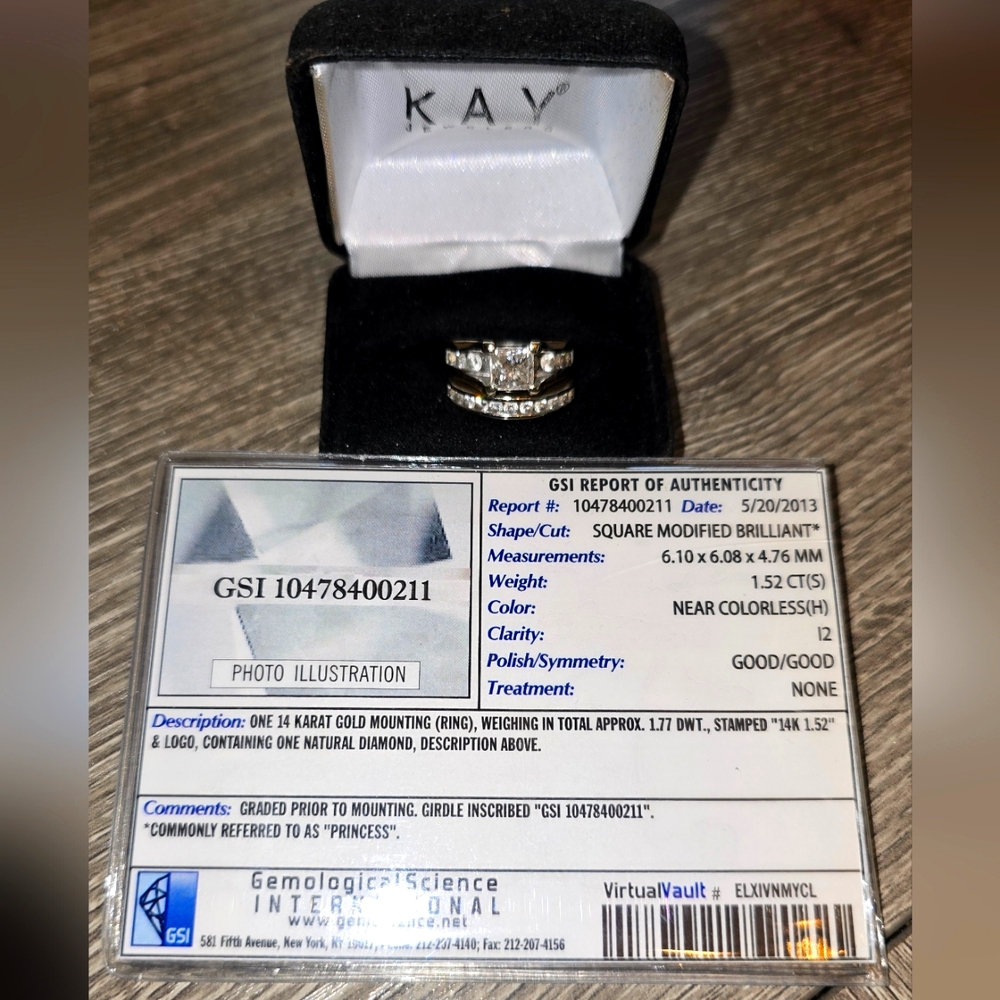 KAY®
JEWELERS
GSI 10478400211
PHOTO ILLUSTRATION
GSI REPORT OF AUTHENTICITY
Report #: 10478400211 Date: 5/20/2013
Shape/Cut: SQUARE MODIFIED BRILLIANT*
Measurements: 6.10 x 6.08 x 4.76 MM
Weight: 1.52 CT(S)
Color: NEAR COLORLESS(H)
Clarity: I2
Polish/Symmetry: GOOD/GOOD
Treatment: NONE
Description: ONE 14 KARAT GOLD MOUNTING (RING), WEIGHING IN TOTAL APPROX. 1.77 DWT., STAMPED "14K 1.52"
& LOGO, CONTAINING ONE NATURAL DIAMOND, DESCRIPTION ABOVE.
Comments: GRADED PRIOR TO MOUNTING. GIRDLE INSCRIBED "GSI 10478400211".
*COMMONLY REFERRED TO AS "PRINCESS".
GSI
Gemological Science
INTERNATIONAL
581 Fifth Avenue, New York, NY Fax: 212-207-4156
VirtualVault # ELXIVNMYCL